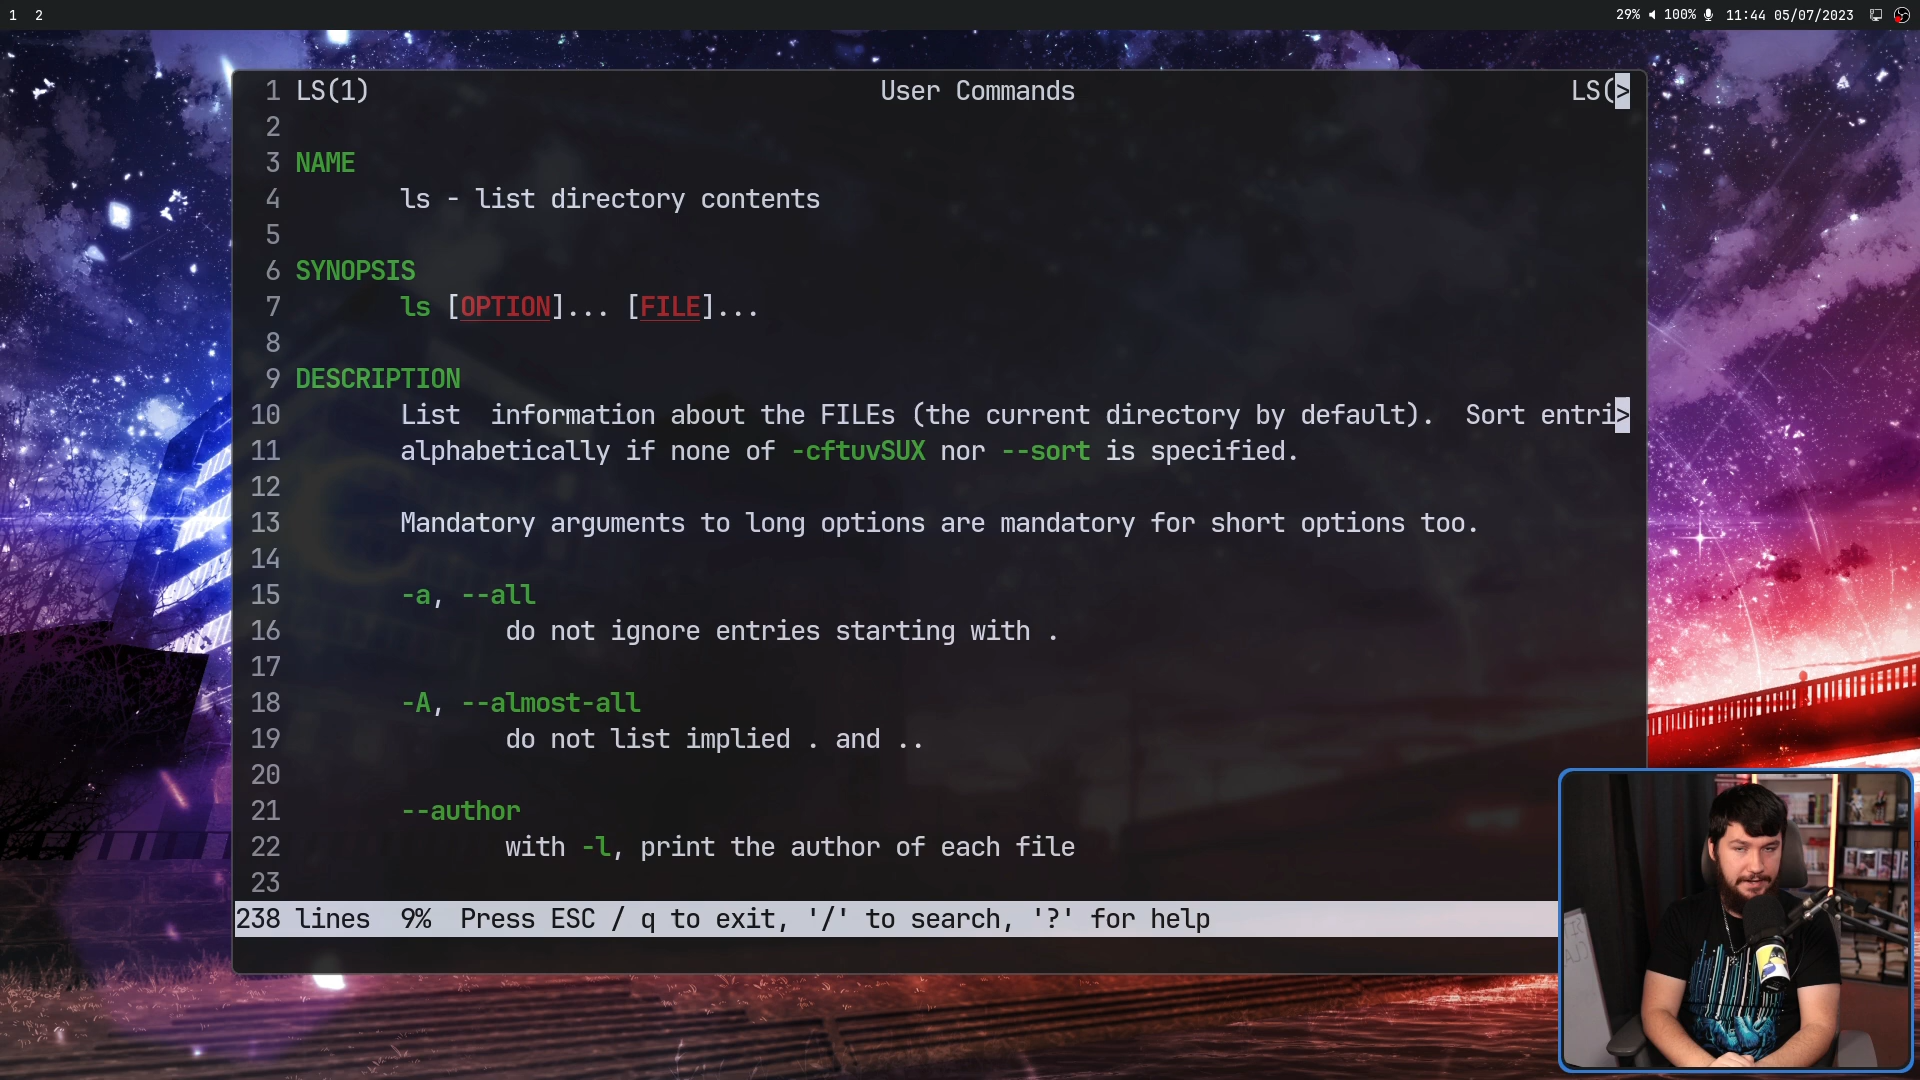 1 2
29% 100% 11:44 05/07/2023
1 LS(1) User Commands LS(>
2
3 NAME
4 ls - list directory contents
5
6 SYNOPSIS
7 ls [OPTION]... [FILE]...
8
9 DESCRIPTION
10 List  information about the FILEs (the current directory by default).  Sort entri>
11 alphabetically if none of -cftuvSUX nor --sort is specified.
12
13 Mandatory arguments to long options are mandatory for short options too.
14
15 -a, --all
16 do not ignore entries starting with .
17
18 -A, --almost-all
19 do not list implied . and ..
20
21 --author
22 with -l, print the author of each file
23
238 lines  9%  Press ESC / q to exit, '/' to search, '?' for help